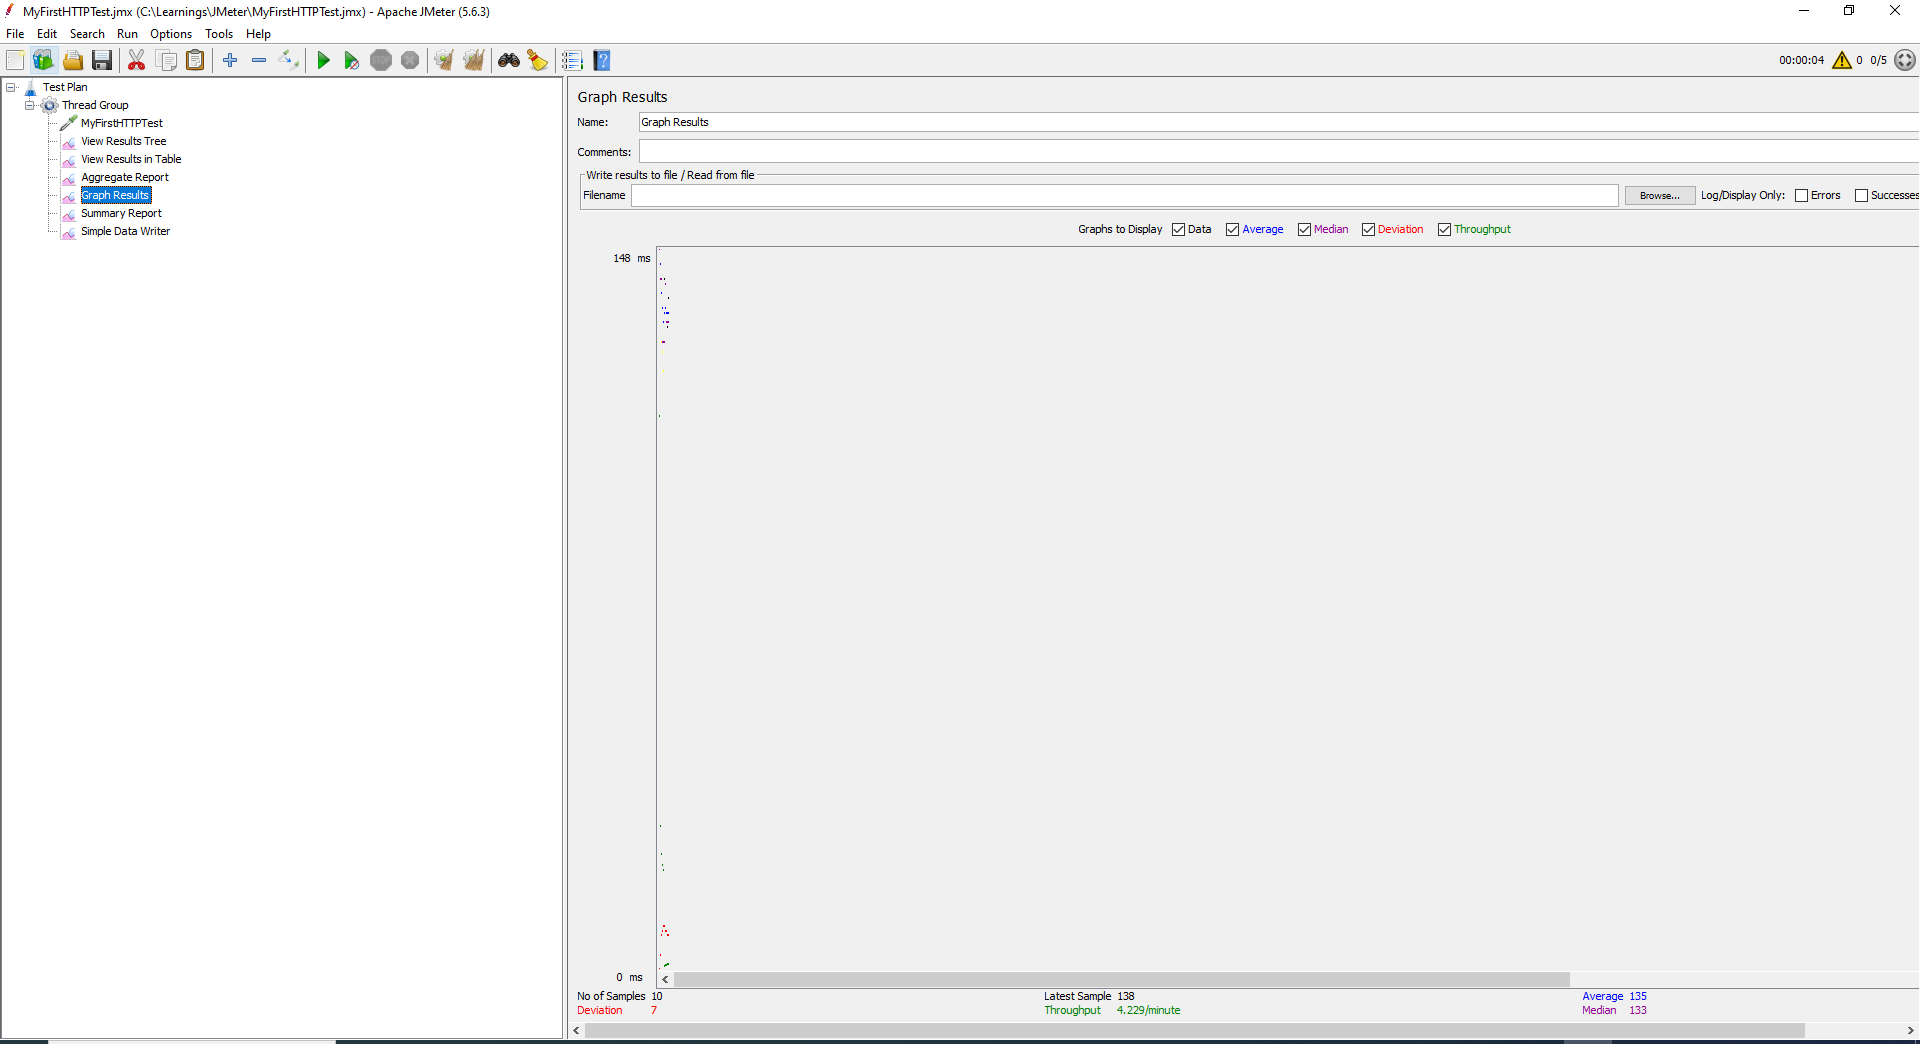 MyFirstHTTPTest.jmx (C:\Learnings\JMeter\MyFirstHTTPTest.jmx) - Apache JMeter (5.6.3)
File Edit Search Run Options Tools Help
STOP
00:00:04 0 0/5
Test Plan
Thread Group
MyFirstHTTPTest
View Results Tree
View Results in Table
Aggregate Report
Graph Results
Summary Report
Simple Data Writer
Graph Results
Name: Graph Results
Comments:
Write results to file / Read from file
Filename Browse... Log/Display Only: Errors Successes
Graphs to Display Data Average Median Deviation Throughput
148 ms
0 ms
No of Samples 10 Latest Sample 138 Average 135
Deviation 7 Throughput 4.229/minute Median 133